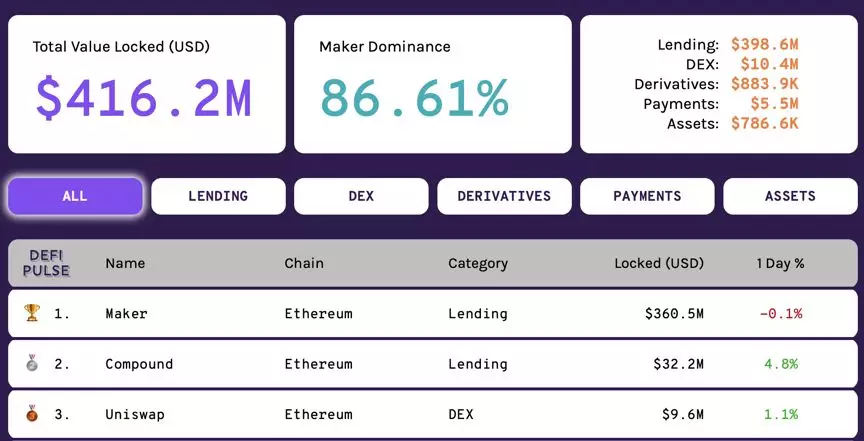 Total Value Locked (USD)
$416.2M
Maker Dominance
86.61%
Lending: $398.6M
DEX: $10.4M
Derivatives: $883.9K
Payments: $5.5M
Assets: $786.6K
ALL LENDING DEX DERIVATIVES PAYMENTS ASSETS
DEFI
PULSE
Name Chain Category Locked (USD) 1 Day %
1. Maker Ethereum Lending $360.5M -0.1%
2. Compound Ethereum Lending $32.2M 4.8%
3. Uniswap Ethereum DEX $9.6M 1.1%